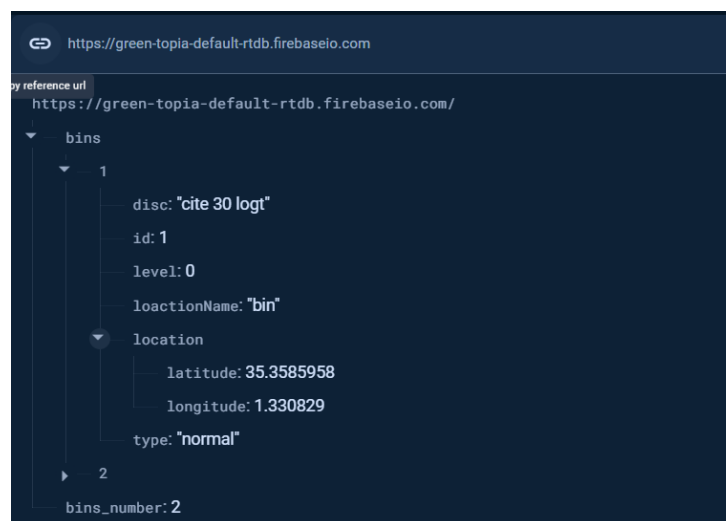 https://green-topia-default-rtdb.firebaseio.com
by reference url
https://green-topia-default-rtdb.firebaseio.com/
bins
1
disc: "cite 30 logt"
id: 1
level: 0
loactionName: "bin"
location
latitude: 35.3585958
longitude: 1.330829
type: "normal"
2
bins_number: 2